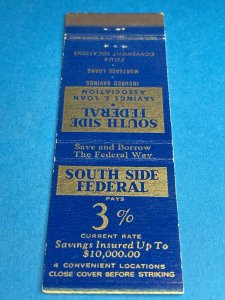 FOUR
CONVENIENT LOCATIONS
MORTGAGE LOANS
INSURED SAVINGS
SOUTH SIDE
FEDERAL
SAVINGS & LOAN
ASSOCIATION
Save and Borrow
The Federal Way
SOUTH SIDE
FEDERAL
PAYS
3%
CURRENT RATE
Savings Insured Up To
$10,000.00
4 CONVENIENT LOCATIONS
CLOSE COVER BEFORE STRIKING